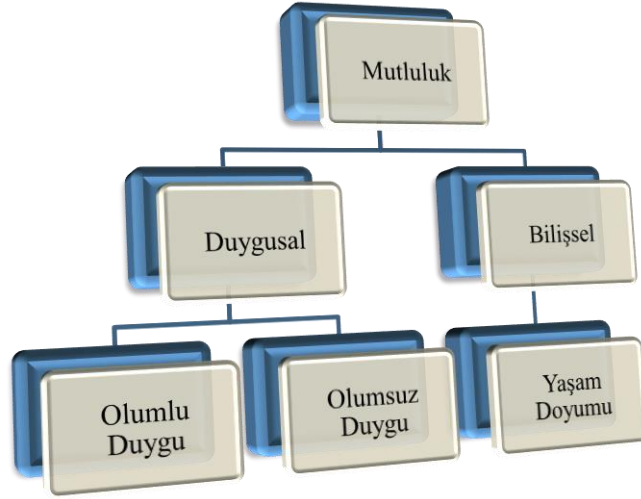 Mutluluk
Duygusal
Bilişsel
Olumlu
Duygu
Olumsuz
Duygu
Yaşam
Doyumu